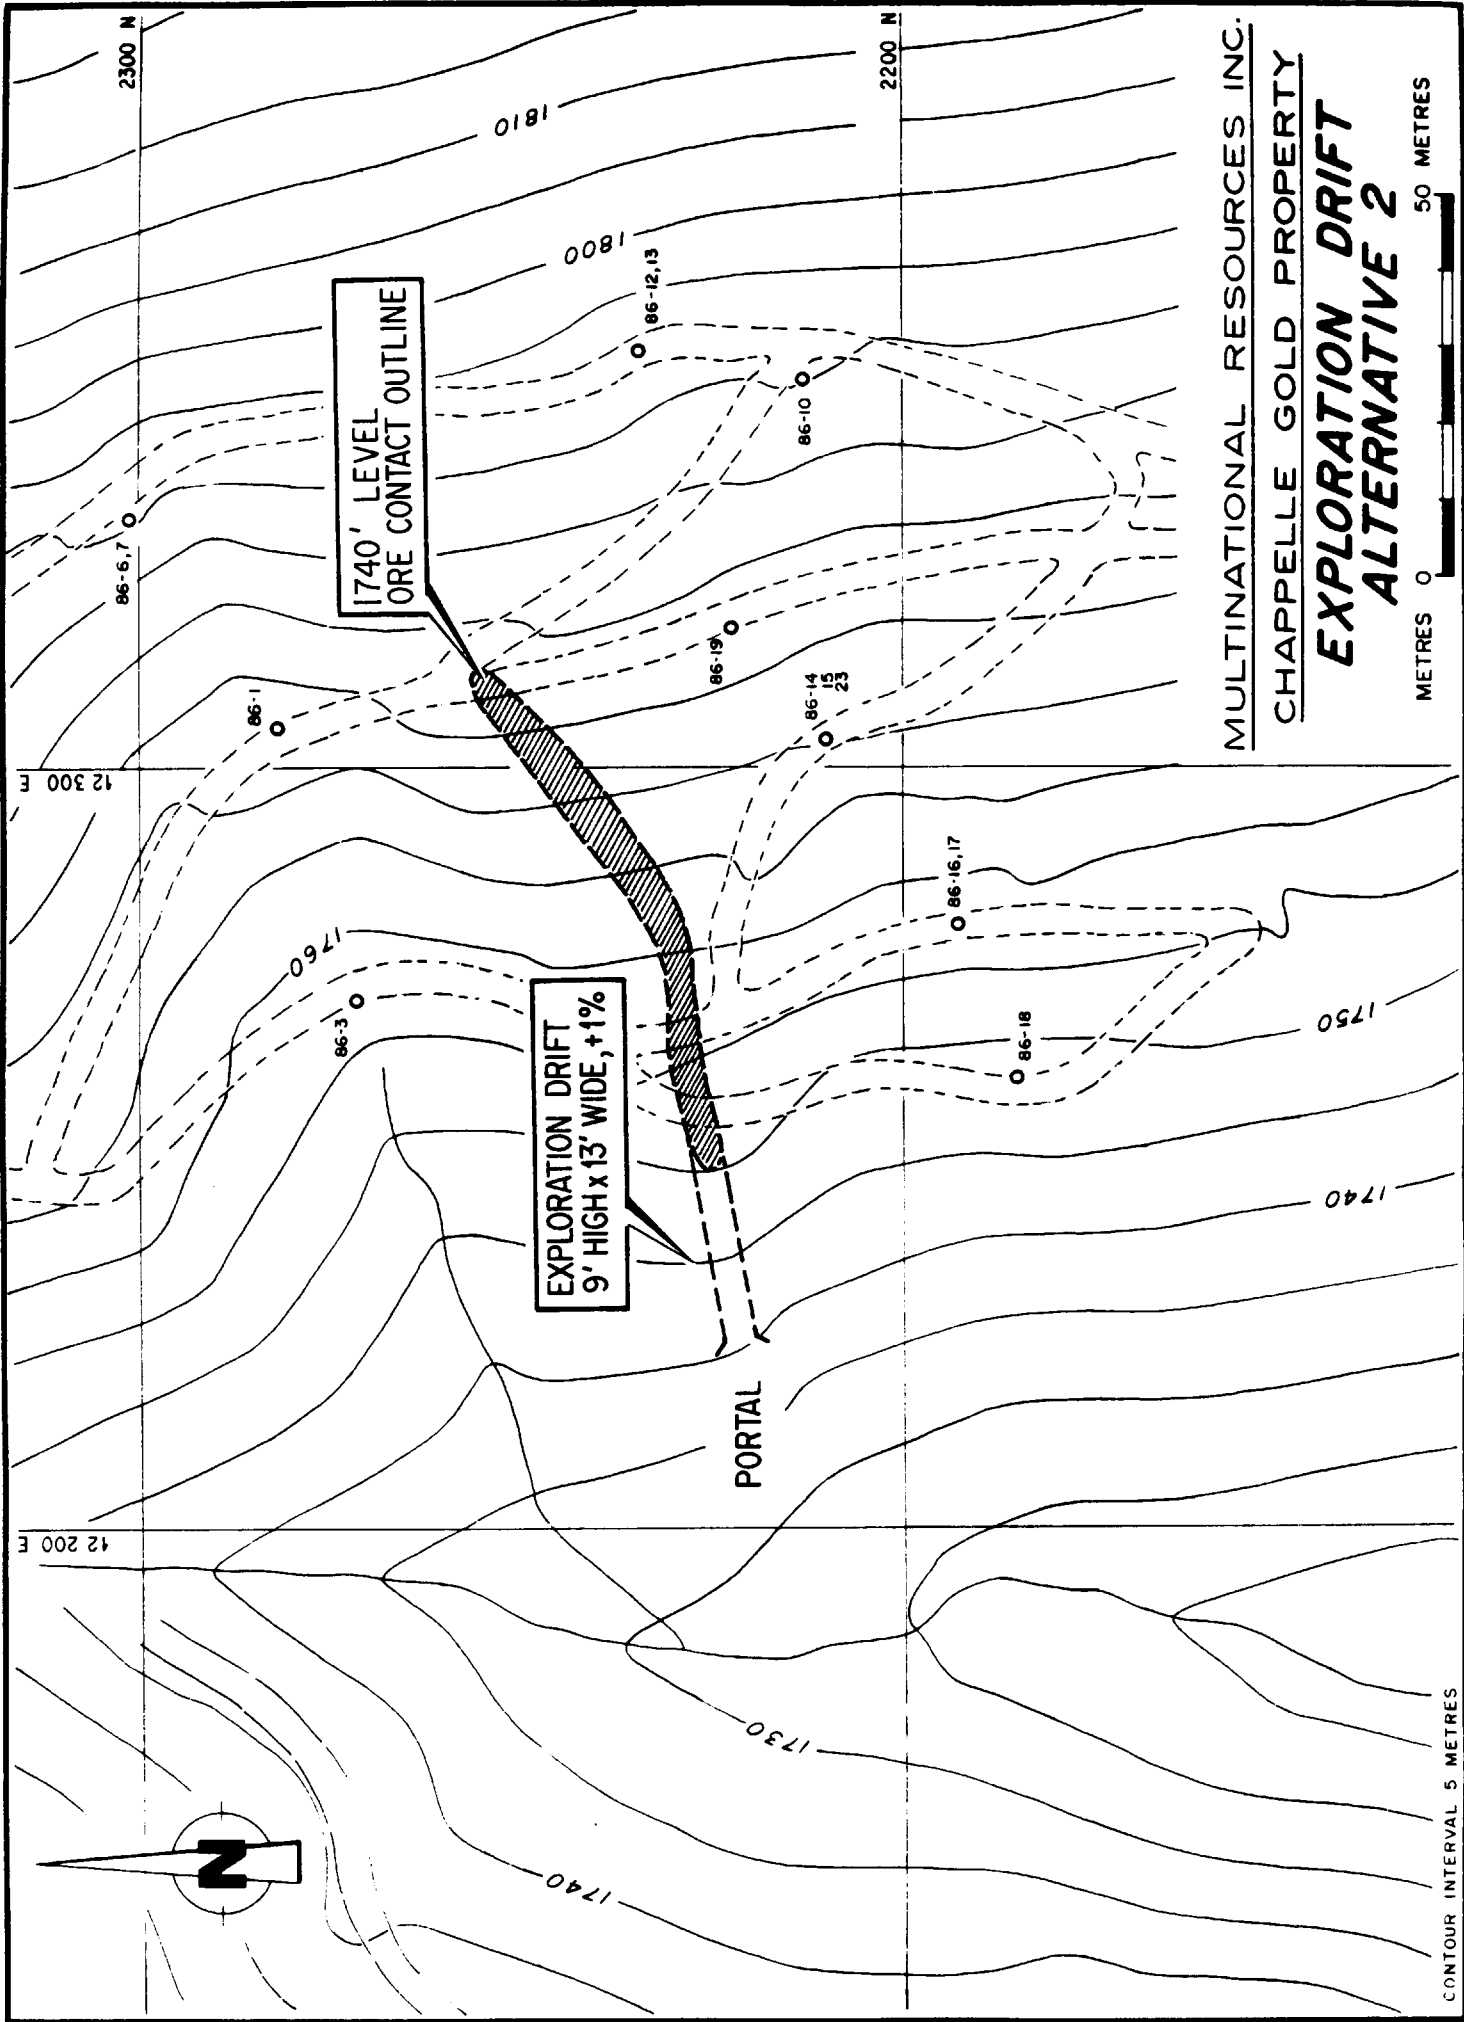 2300 N
2200 N
12 300 E
12 200 E
1810
1800
1760
1750
1740
1730
1740
1740' LEVEL
ORE CONTACT OUTLINE
EXPLORATION DRIFT
9' HIGH x 13' WIDE, +1%
PORTAL
86-6,7
86-12,13
86-10
86-1
86-19
86-14
15
23
86-3
86-16,17
86-18
N
MULTINATIONAL RESOURCES INC.
CHAPPELLE GOLD PROPERTY
EXPLORATION DRIFT
ALTERNATIVE 2
METRES 0 50 METRES
CONTOUR INTERVAL 5 METRES